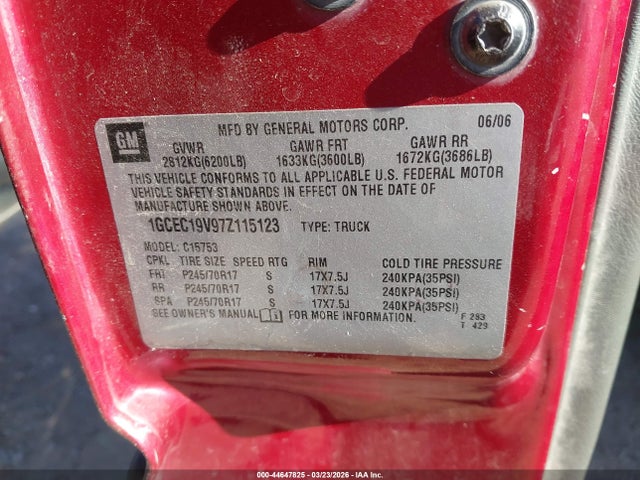 GM
MFD BY GENERAL MOTORS CORP. 06/06
GVWR GAWR FRT GAWR RR
2812KG(6200LB) 1633KG(3600LB) 1672KG(3686LB)
THIS VEHICLE CONFORMS TO ALL APPLICABLE U.S. FEDERAL MOTOR
VEHICLE SAFETY STANDARDS IN EFFECT ON THE DATE OF
MANUFACTURE SHOWN ABOVE.
1GCEC19V97Z115123 TYPE: TRUCK
MODEL: C15753
CPKL TIRE SIZE SPEED RTG RIM COLD TIRE PRESSURE
FRT P245/70R17 S 17X7.5J 240KPA(35PSI)
RR P245/70R17 S 17X7.5J 240KPA(35PSI)
SPA P245/70R17 S 17X7.5J 240KPA(35PSI)
SEE OWNER'S MANUAL FOR MORE INFORMATION. F 283
T 429
000-44647825 - 03/23/2026 - IAA Inc.